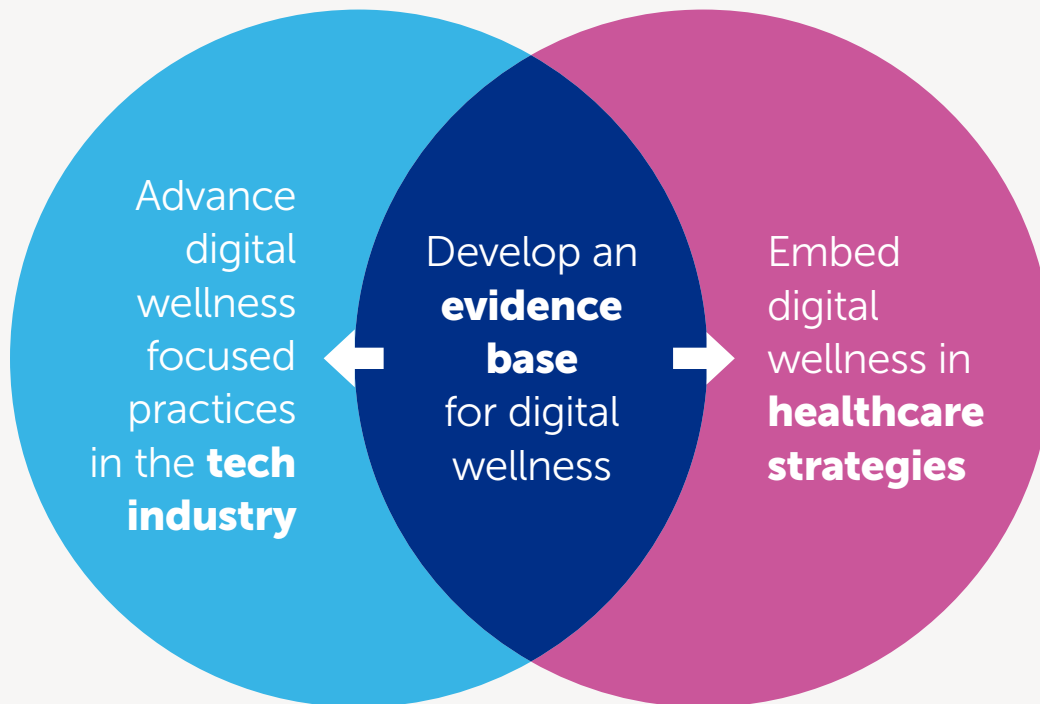 Advance
digital
wellness
focused
practices
in the tech
industry
Develop an
evidence
base
for digital
wellness
Embed
digital
wellness in
healthcare
strategies